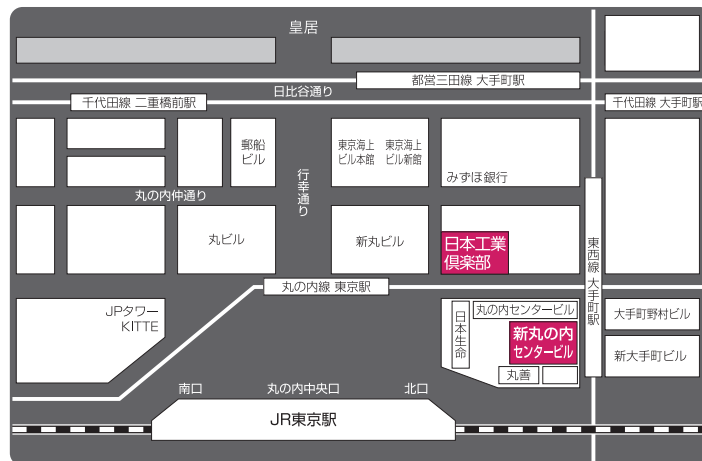 皇居
都営三田線 大手町駅
日比谷通り
千代田線 二重橋前駅
千代田線 大手町駅
郵船
ビル
東京海上
ビル本館
東京海上
ビル新館
みずほ銀行
行幸通り
丸の内仲通り
丸ビル
新丸ビル
日本工業
倶楽部
東西線 大手町駅
丸の内線 東京駅
JPタワー
KITTE
日本生命
丸の内センタービル
新丸の内
センタービル
丸善
大手町野村ビル
新大手町ビル
南口
丸の内中央口
北口
JR東京駅